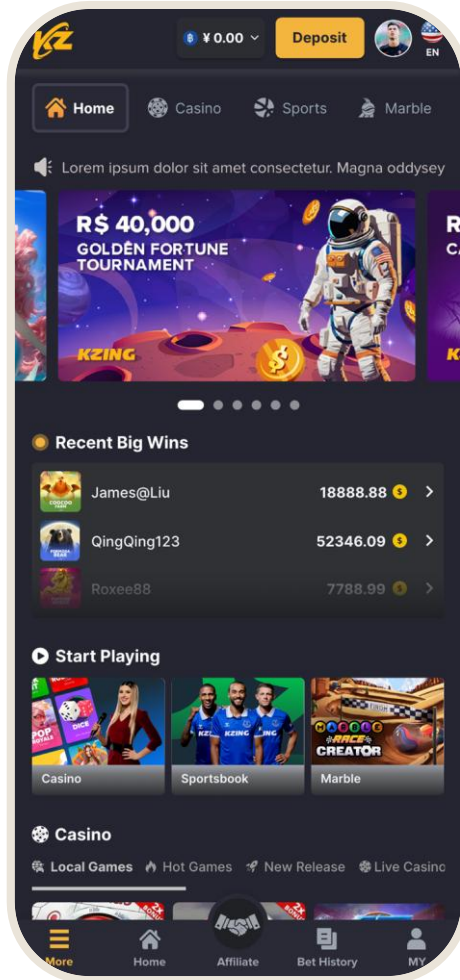 KZ
¥ 0.00
Deposit
EN
Home
Casino
Sports
Marble
Lorem ipsum dolor sit amet consectetur. Magna oddysey
R$ 40,000
GOLDEN FORTUNE
TOURNAMENT
KZING
Recent Big Wins
James@Liu
18888.88
QingQing123
52346.09
Roxee88
7788.99
Start Playing
DICE
KZING
KZING
MARBLE
RACE
CREATOR
Casino
Sportsbook
Marble
Casino
Local Games
Hot Games
New Release
Live Casino
More
Home
Affiliate
Bet History
MY